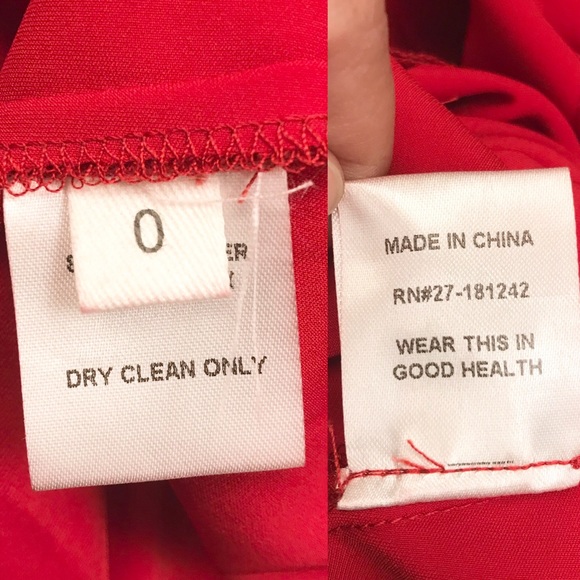 0
DRY CLEAN ONLY
MADE IN CHINA
RN#27-181242
WEAR THIS IN
GOOD HEALTH